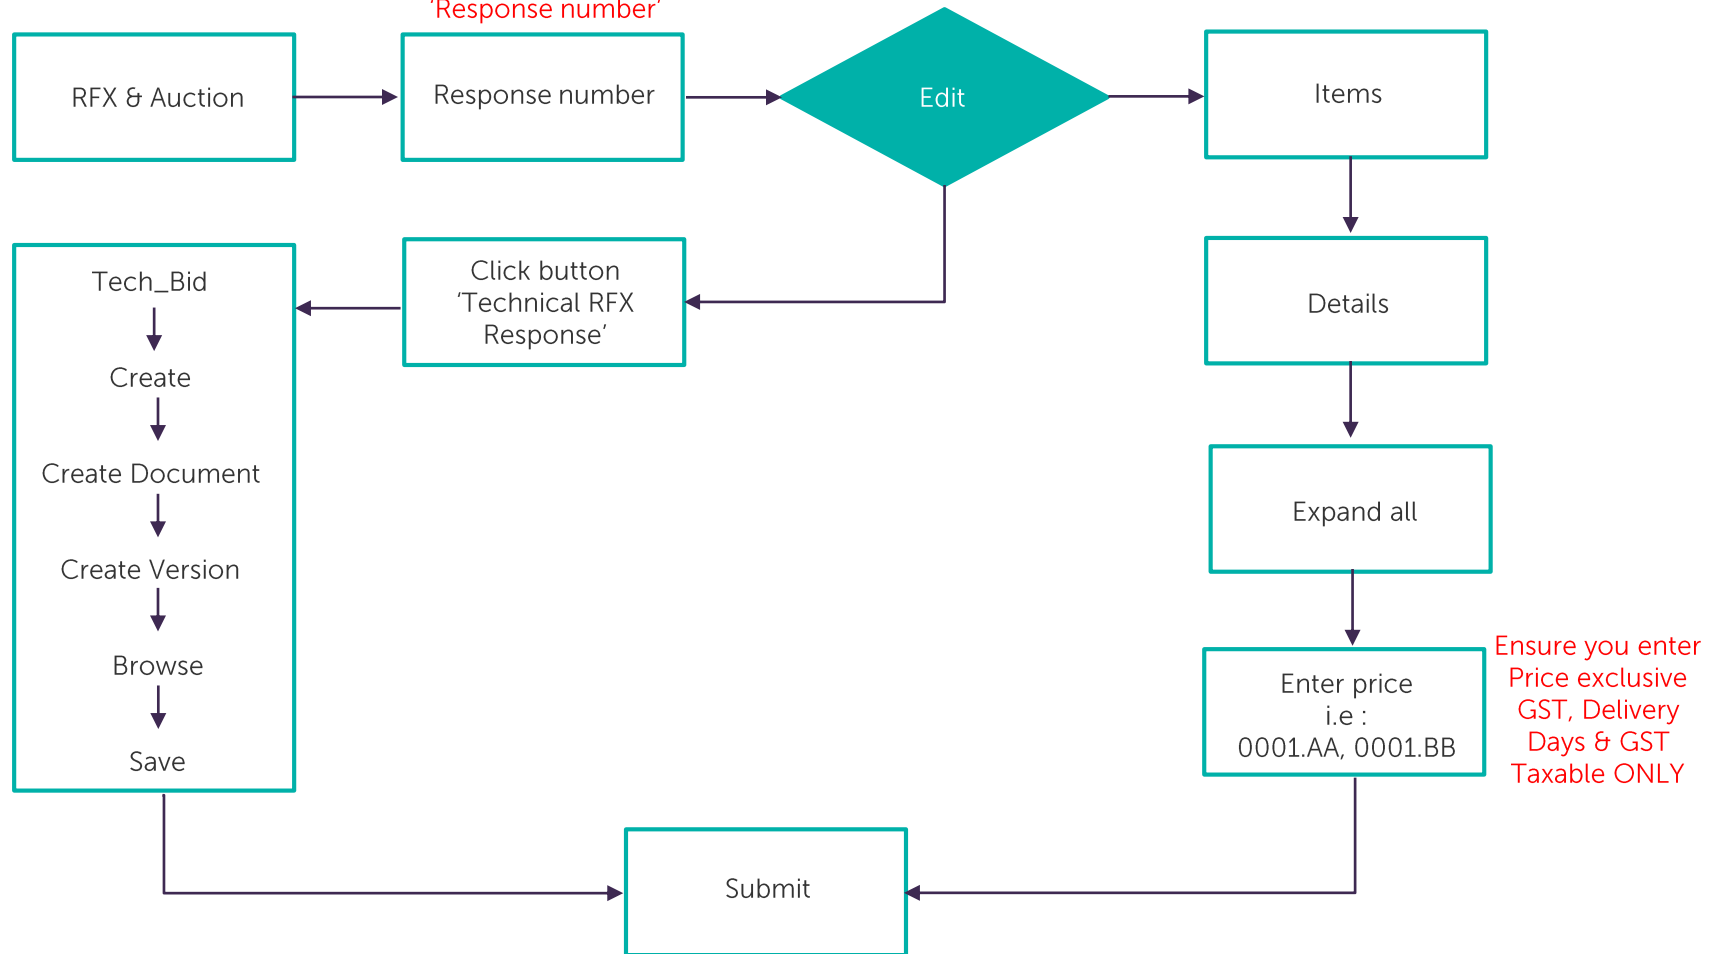 ‘Response number’
RFX & Auction
Response number
Edit
Items
Click button
‘Technical RFX
Response’
Tech_Bid
Create
Create Document
Create Version
Browse
Save
Details
Expand all
Enter price
i.e :
0001.AA, 0001.BB
Ensure you enter
Price exclusive
GST, Delivery
Days & GST
Taxable ONLY
Submit